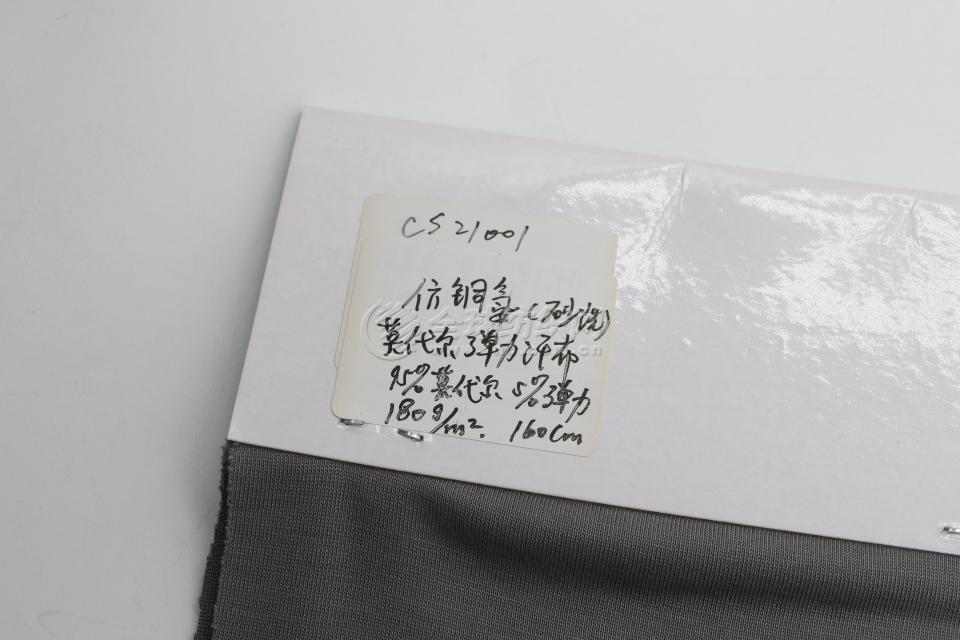 CS21001
仿铜氨(砂洗)
莫代尔弹力汗布
95%莫代尔 5%弹力
180g/m². 160cm